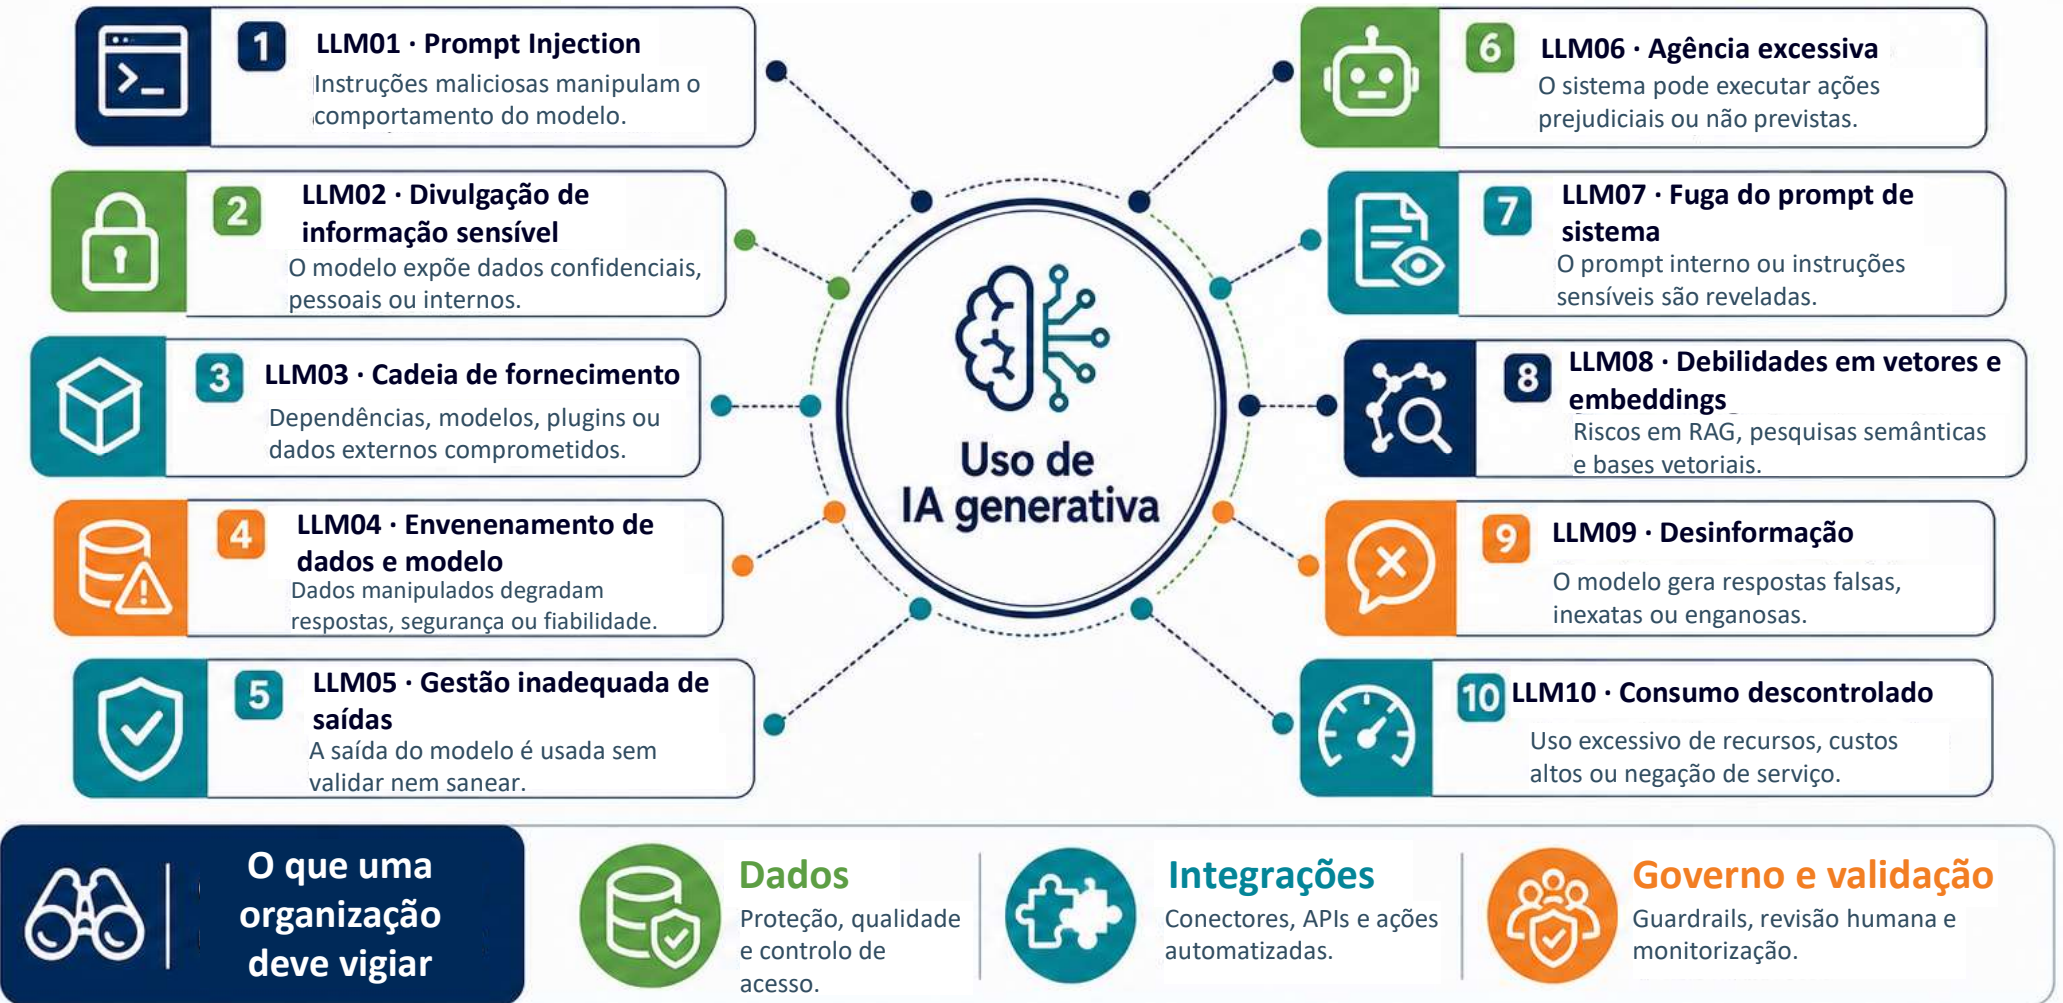 1
LLM01 · Prompt Injection
Instruções maliciosas manipulam o
comportamento do modelo.
2
LLM02 · Divulgação de
informação sensível
O modelo expõe dados confidenciais,
pessoais ou internos.
3
LLM03 · Cadeia de fornecimento
Dependências, modelos, plugins ou
dados externos comprometidos.
4
LLM04 · Envenenamento de
dados e modelo
Dados manipulados degradam
respostas, segurança ou fiabilidade.
5
LLM05 · Gestão inadequada de
saídas
A saída do modelo é usada sem
validar nem sanear.
Uso de
IA generativa
6
LLM06 · Agência excessiva
O sistema pode executar ações
prejudiciais ou não previstas.
7
LLM07 · Fuga do prompt de
sistema
O prompt interno ou instruções
sensíveis são reveladas.
8
LLM08 · Debilidades em vetores e
embeddings
Riscos em RAG, pesquisas semânticas
e bases vetoriais.
9
LLM09 · Desinformação
O modelo gera respostas falsas,
inexatas ou enganosas.
10
LLM10 · Consumo descontrolado
Uso excessivo de recursos, custos
altos ou negação de serviço.
O que uma
organização
deve vigiar
Dados
Proteção, qualidade
e controlo de
acesso.
Integrações
Conectores, APIs e ações
automatizadas.
Governo e validação
Guardrails, revisão humana e
monitorização.